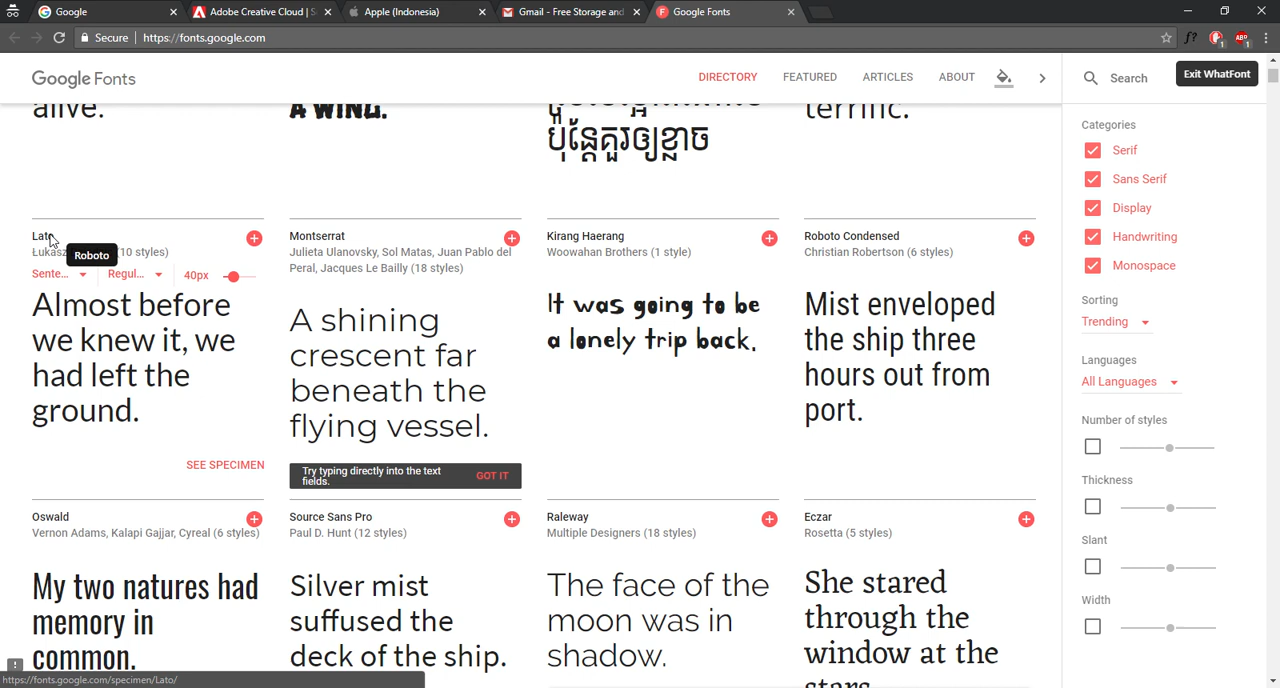 Google
Adobe Creative Cloud | S
Apple (Indonesia)
Gmail - Free Storage and
Google Fonts
Secure
https://fonts.google.com
f?
1
ABP
1
Google Fonts
DIRECTORY
FEATURED
ARTICLES
ABOUT
Search
Exit WhatFont
alive.
A WING.
ប៉ុន្តែគួរឲ្យខ្លាច
terrific.
Lato
Łukasz
(10 styles)
Roboto
Sente...
Regul...
40px
Almost before
we knew it, we
had left the
ground.
SEE SPECIMEN
Montserrat
Julieta Ulanovsky, Sol Matas, Juan Pablo del
Peral, Jacques Le Bailly (18 styles)
A shining
crescent far
beneath the
flying vessel.
Try typing directly into the text
fields.
GOT IT
Kirang Haerang
Woowahan Brothers (1 style)
It was going to be
a lonely trip back.
Roboto Condensed
Christian Robertson (6 styles)
Mist enveloped
the ship three
hours out from
port.
Oswald
Vernon Adams, Kalapi Gajjar, Cyreal (6 styles)
My two natures had
memory in
common.
Source Sans Pro
Paul D. Hunt (12 styles)
Silver mist
suffused the
deck of the ship.
Raleway
Multiple Designers (18 styles)
The face of the
moon was in
shadow.
Eczar
Rosetta (5 styles)
She stared
through the
window at the
stars
Categories
Serif
Sans Serif
Display
Handwriting
Monospace
Sorting
Trending
Languages
All Languages
Number of styles
Thickness
Slant
Width
https://fonts.google.com/specimen/Lato/